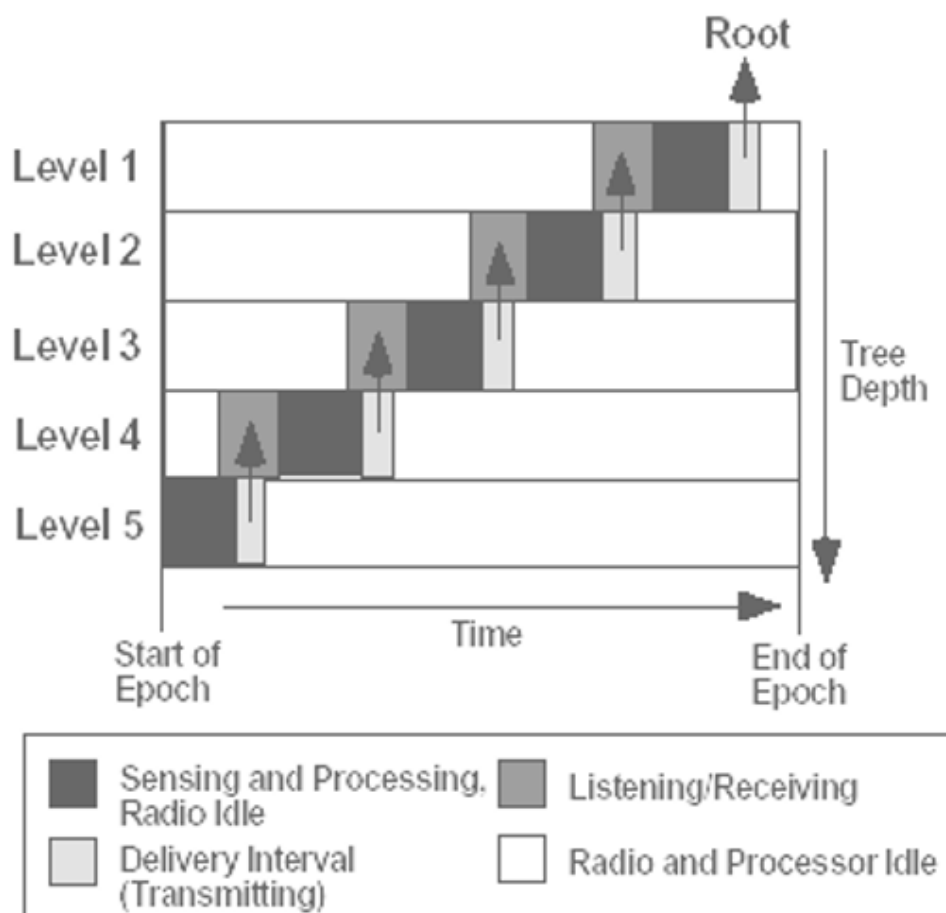 Root
Level 1
Level 2
Level 3
Level 4
Level 5
Tree
Depth
Time
Start of
Epoch
End of
Epoch
Sensing and Processing,
Radio Idle
Listening/Receiving
Delivery Interval
(Transmitting)
Radio and Processor Idle